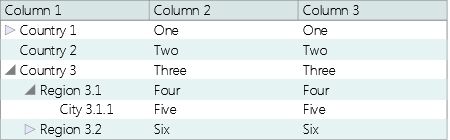 Column 1 Column 2 Column 3
Country 1 One One
Country 2 Two Two
Country 3 Three Three
Region 3.1 Four Four
City 3.1.1 Five Five
Region 3.2 Six Six